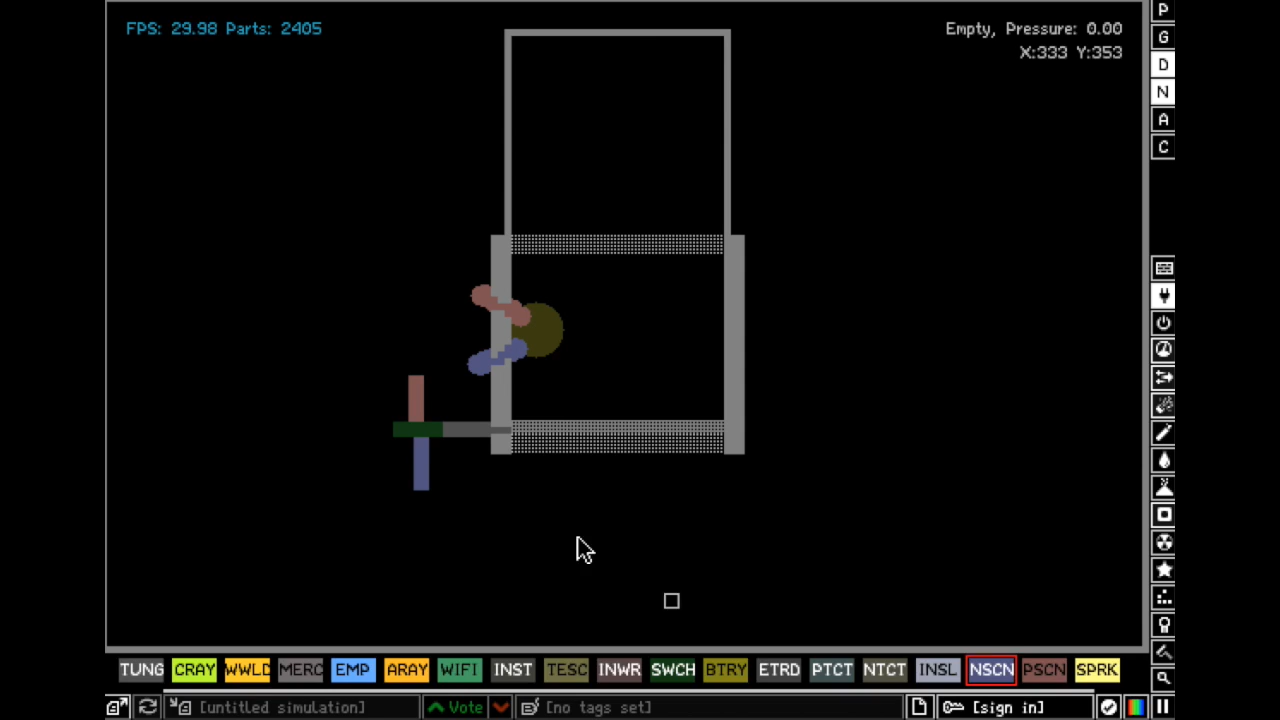 FPS: 29.98 Parts: 2405
Empty, Pressure: 0.00
X:333 Y:353
P
G
D
N
A
C
TUNG CRAY WWLD MERC EMP ARAY WIFI INST TESC INWR SWCH BTRY ETRD PTCT NTCT INSL NSCN PSCN SPRK
[untitled simulation] Vote [no tags set] [sign in]